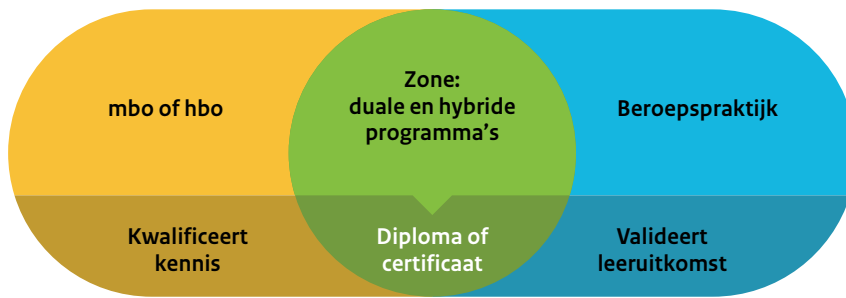 mbo of hbo
Zone:
duale en hybride
programma's
Beroepspraktijk
Kwalificeert
kennis
Diploma of
certificaat
Valideert
leeruitkomst